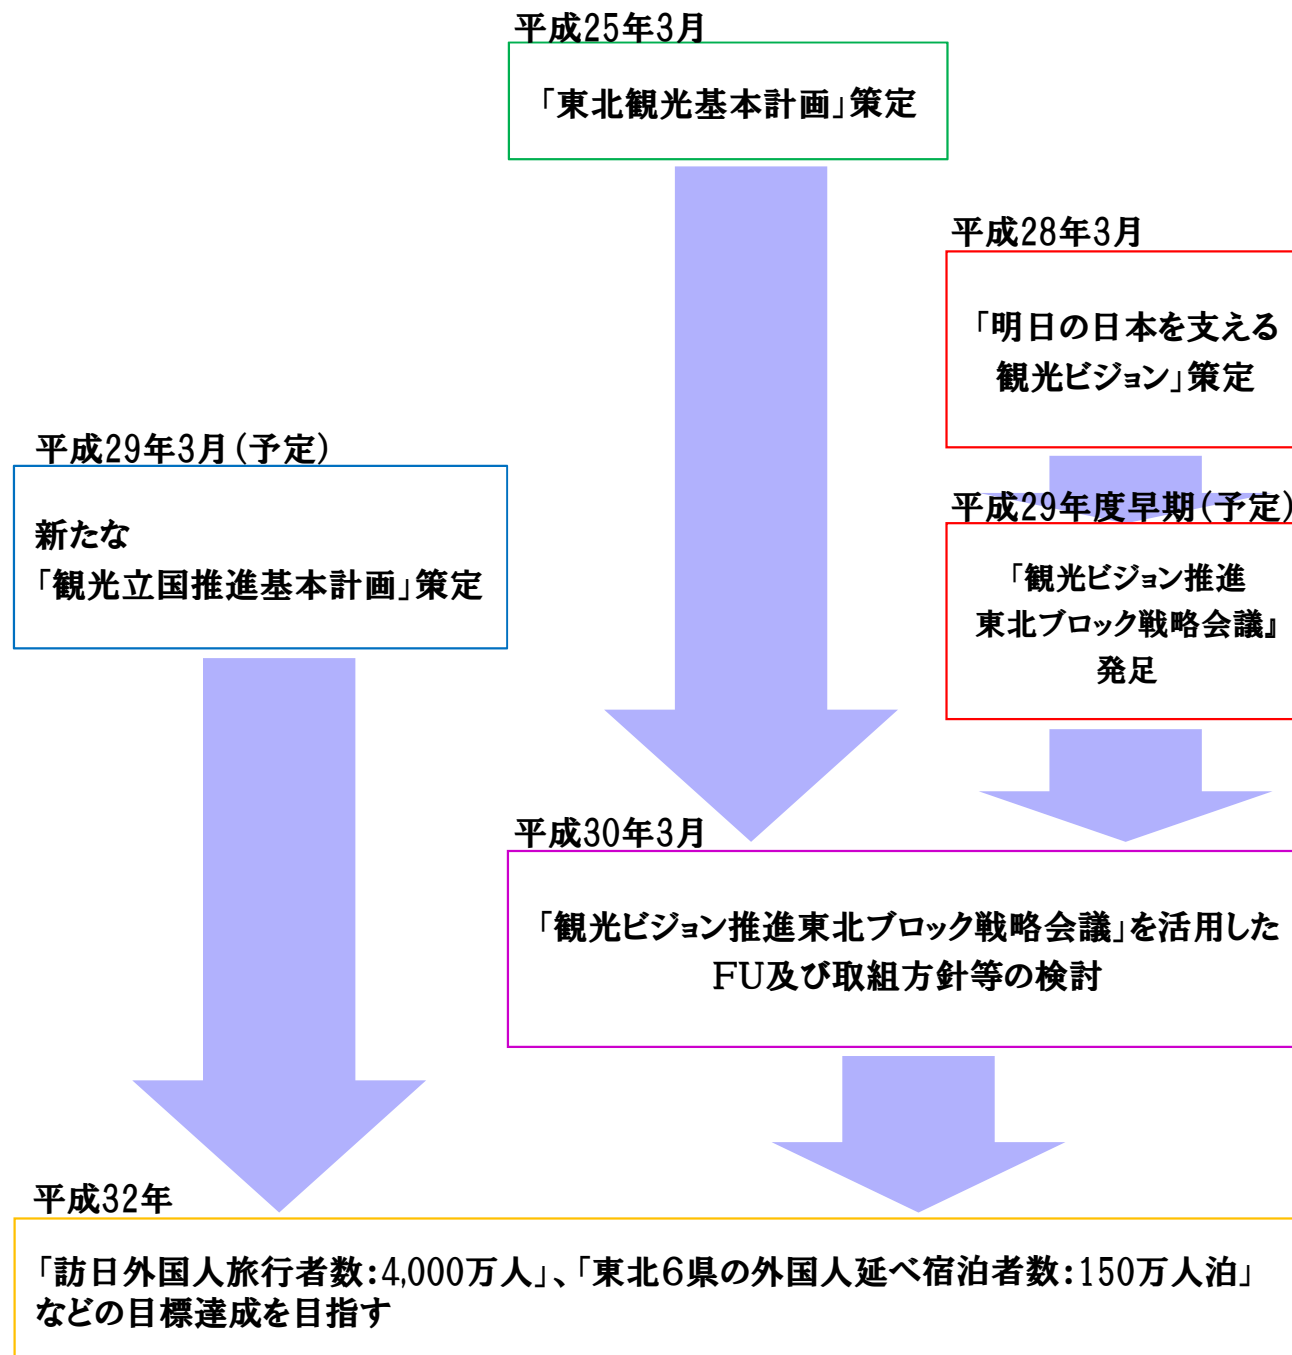 平成25年3月
「東北観光基本計画」策定
平成28年3月
「明日の日本を支える
観光ビジョン」策定
平成29年3月(予定)
新たな
「観光立国推進基本計画」策定
平成29年度早期(予定)
「観光ビジョン推進
東北ブロック戦略会議』
発足
平成30年3月
「観光ビジョン推進東北ブロック戦略会議」を活用した
FU及び取組方針等の検討
平成32年
「訪日外国人旅行者数:4,000万人」、「東北6県の外国人延べ宿泊者数:150万人泊」
などの目標達成を目指す